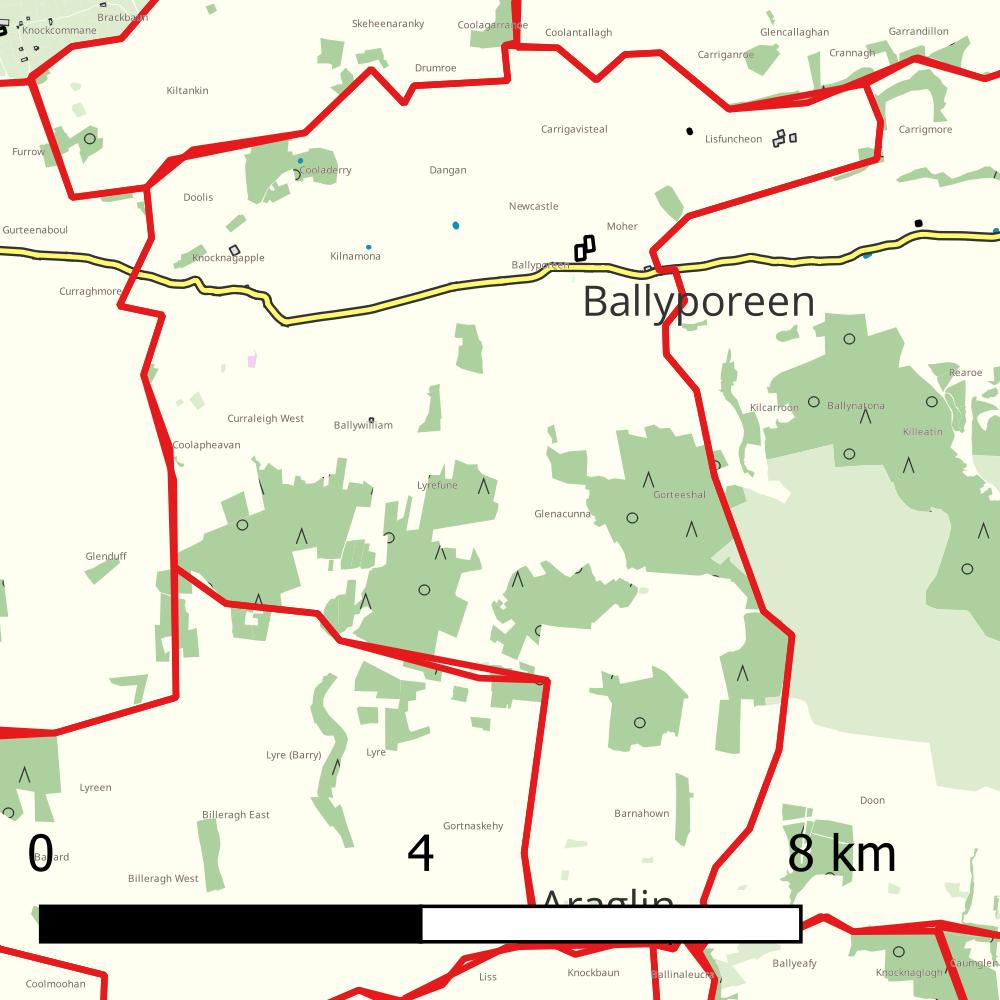 Brackbaun
Knockcommane
Skeheenaranky
Coolagarranroe
Coolantallagh
Glencallaghan
Garrandillon
Crannagh
Carriganroe
Drumroe
Kiltankin
Carrigavisteal
Lisfuncheon
Carrigmore
Furrow
Cooladerry
Dangan
Doolis
Newcastle
Moher
Gurteenaboul
Knocknagapple
Kilnamona
Ballyporeen
Curraghmore
Ballyporeen
Rearoe
Kilcarroon
Ballynatona
Curraleigh West
Ballywilliam
Killeatin
Coolapheavan
Lyrefune
Gorteeshal
Glenacunna
Glenduff
Lyre (Barry)
Lyre
Lyreen
Doon
Billeragh East
Barnahown
Gortnaskehy
0
4
8 km
Billeragh West
Araglin
Ballyeafy
Liss
Knockbaun
Ballinaleucra
Knocknaglogh
Coolmoohan